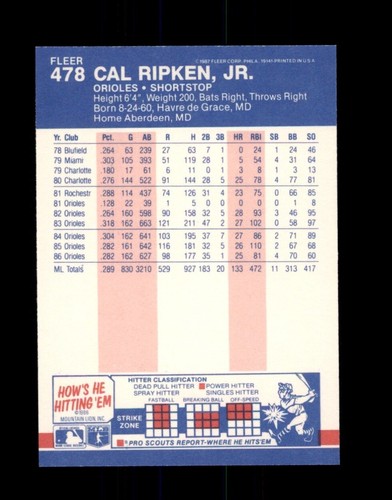 FLEER ©1987 FLEER CORP. PHILA. 19141-PRINTED IN U.S.A.
478 CAL RIPKEN, JR.
ORIOLES • SHORTSTOP
Height 6'4", Weight 200, Bats Right, Throws Right
Born 8-24-60, Havre de Grace, MD
Home Aberdeen, MD
Yr. Club Pct. G AB R H 2B 3B HR RBI SB BB SO
78 Bluefield .264 63 239 27 63 7 1 0 24 1 24 46
79 Miami .303 105 393 51 119 28 1 5 54 4 31 64
79 Charlotte .180 17 61 6 11 0 1 3 8 1 3 13
80 Charlotte .276 144 522 91 144 28 5 25 78 4 77 81
81 Rochestr .288 114 437 74 126 31 4 23 75 0 66 85
81 Orioles .128 22 39 1 5 0 0 0 0 0 1 8
82 Orioles .264 160 598 90 158 32 5 28 93 3 46 95
83 Orioles .318 162 663 121 211 47 2 27 102 0 58 97
84 Orioles .304 162 641 103 195 37 7 27 86 2 71 89
85 Orioles .282 161 642 116 181 32 5 26 110 2 67 68
86 Orioles .282 162 627 98 177 35 1 25 81 4 70 60
ML Totals .289 830 3210 529 927 183 20 133 472 11 313 417
HOW'S HE
HITTING 'EM
MOUNTAIN LION, INC.
HITTER CLASSIFICATION
DEAD PULL HITTER POWER HITTER
SPRAY HITTER SINGLES HITTER
FASTBALL BREAKING BALL OFF-SPEED
STRIKE
ZONE
PRO SCOUTS REPORT-WHERE HE HITS 'EM